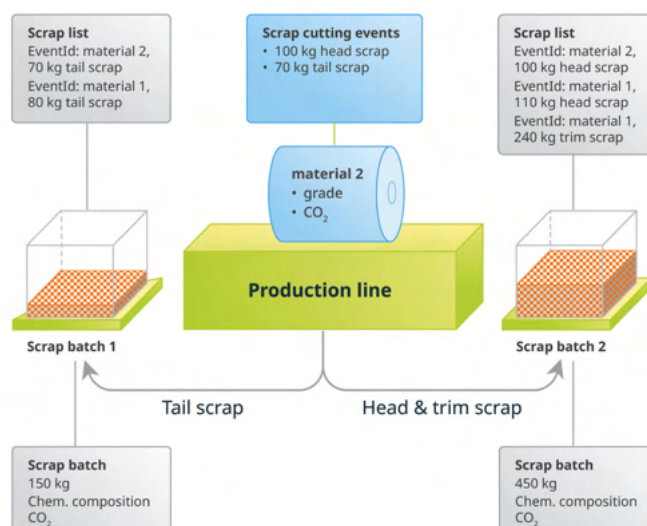 Scrap list
EventId: material 2,
70 kg tail scrap
EventId: material 1,
80 kg tail scrap
Scrap cutting events
• 100 kg head scrap
• 70 kg tail scrap
Scrap list
EventId: material 2,
100 kg head scrap
EventId: material 1,
110 kg head scrap
EventId: material 1,
240 kg trim scrap
material 2
• grade
• CO₂
Production line
Scrap batch 1
Scrap batch 2
Tail scrap
Head & trim scrap
Scrap batch
150 kg
Chem. composition
CO₂
Scrap batch
450 kg
Chem. composition
CO₂